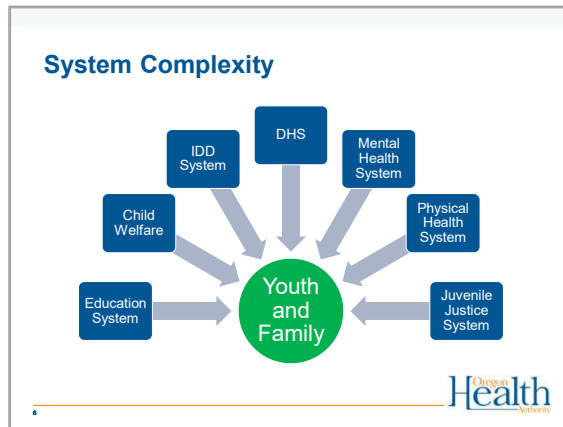 System Complexity
DHS
IDD
System
Mental
Health
System
Child
Welfare
Physical
Health
System
Education
System
Youth
and
Family
Juvenile
Justice
System
Oregon
Health
Authority
6